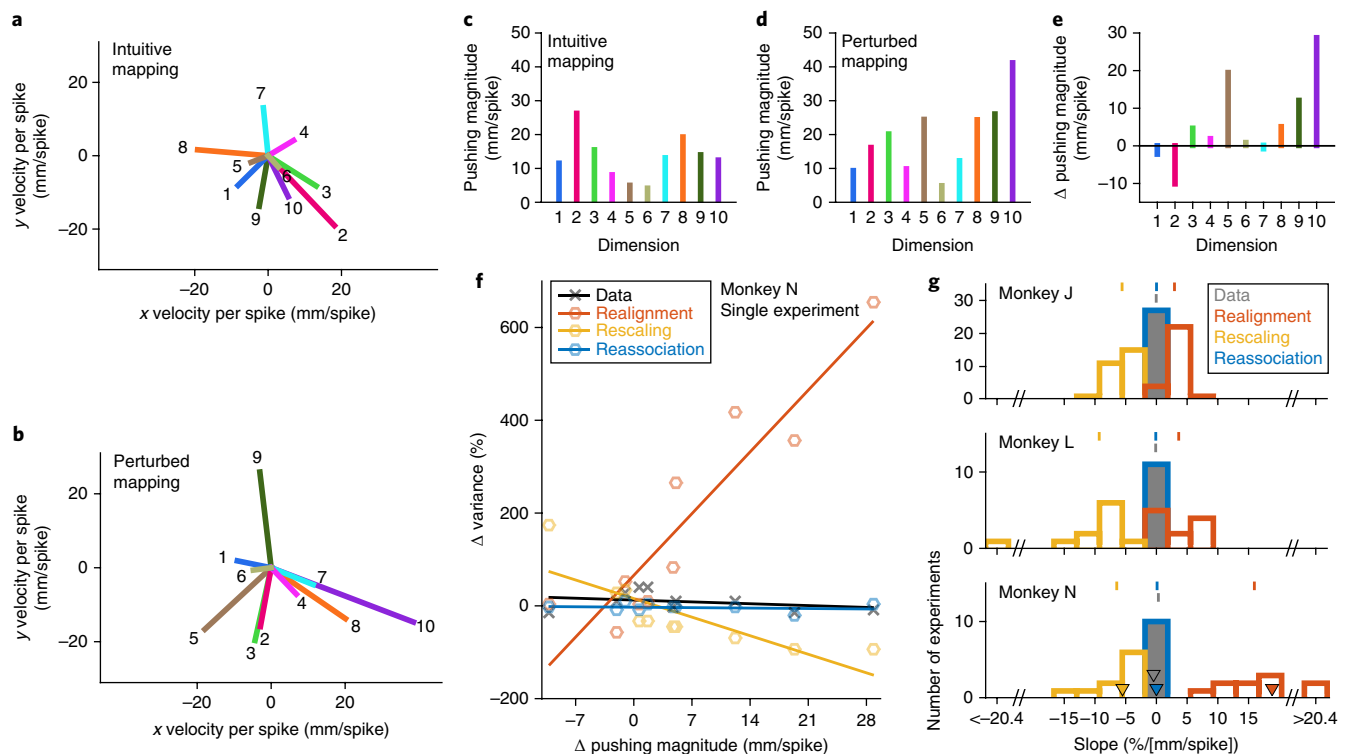 a
Intuitive
mapping
20
0
−20
y velocity per spike
(mm/spike)
7
4
8
5
6
3
1
10
9
2
−20
0
20
x velocity per spike (mm/spike)
b
Perturbed
mapping
20
0
−20
y velocity per spike
(mm/spike)
9
1
6
7
4
5
2
8
10
3
−20
0
20
x velocity per spike (mm/spike)
c
Intuitive
mapping
50
40
30
20
10
0
Pushing magnitude
(mm/spike)
1 2 3 4 5 6 7 8 9 10
Dimension
d
Perturbed
mapping
50
40
30
20
10
0
Pushing magnitude
(mm/spike)
1 2 3 4 5 6 7 8 9 10
Dimension
e
30
20
10
0
−10
Δ pushing magnitude
(mm/spike)
1 2 3 4 5 6 7 8 9 10
Dimension
f
Data
Realignment
Rescaling
Reassociation
Monkey N
Single experiment
600
400
200
0
−200
Δ variance (%)
−7 0 7 14 21 28
Δ pushing magnitude (mm/spike)
g
Monkey J
Data
Realignment
Rescaling
Reassociation
30
20
10
0
Monkey L
10
0
Monkey N
10
0
Number of experiments
<−20.4 −15 −10 −5 0 5 10 15 >20.4
Slope (%/[mm/spike])